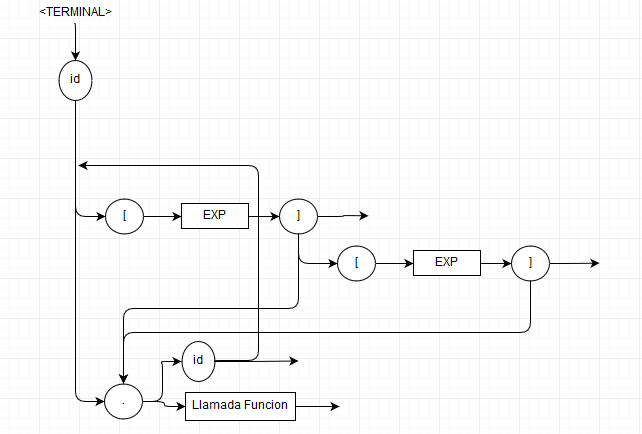 <TERMINAL>
id
[ EXP ]
[ EXP ]
id
.
Llamada Funcion